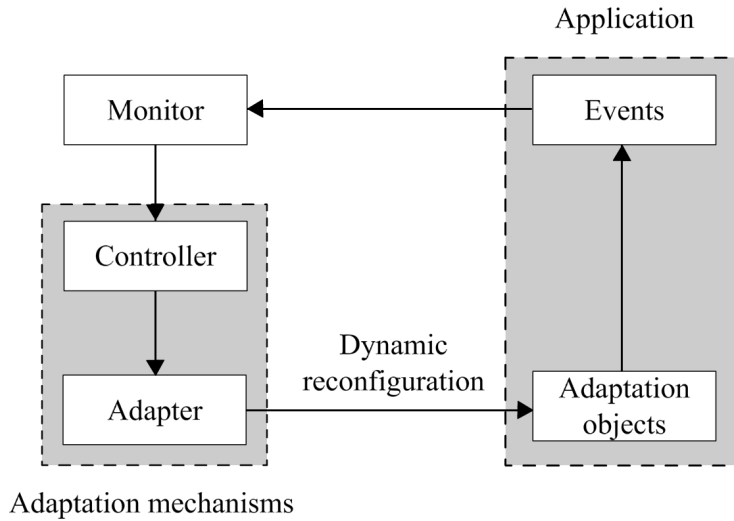 Application
Monitor
Events
Controller
Dynamic
reconfiguration
Adapter
Adaptation
objects
Adaptation mechanisms